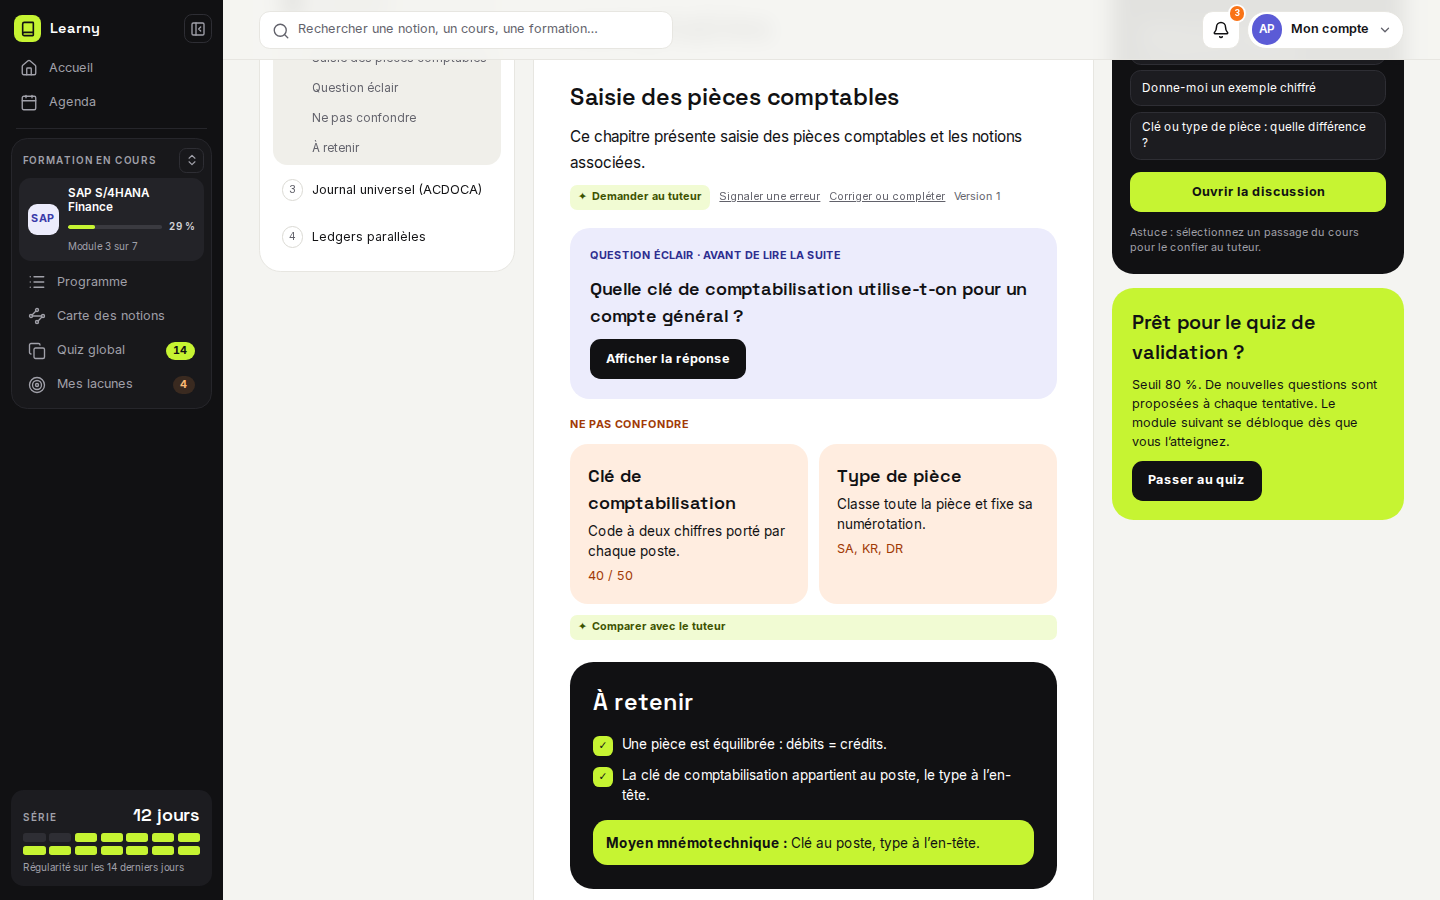 Learny
Accueil
Agenda
FORMATION EN COURS
SAP
SAP S/4HANA
Finance
29 %
Module 3 sur 7
Programme
Carte des notions
Quiz global
14
Mes lacunes
4
SÉRIE
12 jours
Régularité sur les 14 derniers jours
Rechercher une notion, un cours, une formation...
3
AP
Mon compte
Saisie des pièces comptables
Question éclair
Ne pas confondre
À retenir
3
Journal universel (ACDOCA)
4
Ledgers parallèles
Saisie des pièces comptables
Ce chapitre présente saisie des pièces comptables et les notions
associées.
✦ Demander au tuteur
Signaler une erreur
Corriger ou compléter
Version 1
QUESTION ÉCLAIR · AVANT DE LIRE LA SUITE
Quelle clé de comptabilisation utilise-t-on pour un
compte général ?
Afficher la réponse
NE PAS CONFONDRE
Clé de
comptabilisation
Code à deux chiffres porté par
chaque poste.
40 / 50
Type de pièce
Classe toute la pièce et fixe sa
numérotation.
SA, KR, DR
✦ Comparer avec le tuteur
À retenir
✓ Une pièce est équilibrée : débits = crédits.
✓ La clé de comptabilisation appartient au poste, le type à l’en-
tête.
Moyen mnémotechnique : Clé au poste, type à l’en-tête.
Donne-moi un exemple chiffré
Clé ou type de pièce : quelle différence
?
Ouvrir la discussion
Astuce : sélectionnez un passage du cours
pour le confier au tuteur.
Prêt pour le quiz de
validation ?
Seuil 80 %. De nouvelles questions sont
proposées à chaque tentative. Le
module suivant se débloque dès que
vous l’atteignez.
Passer au quiz